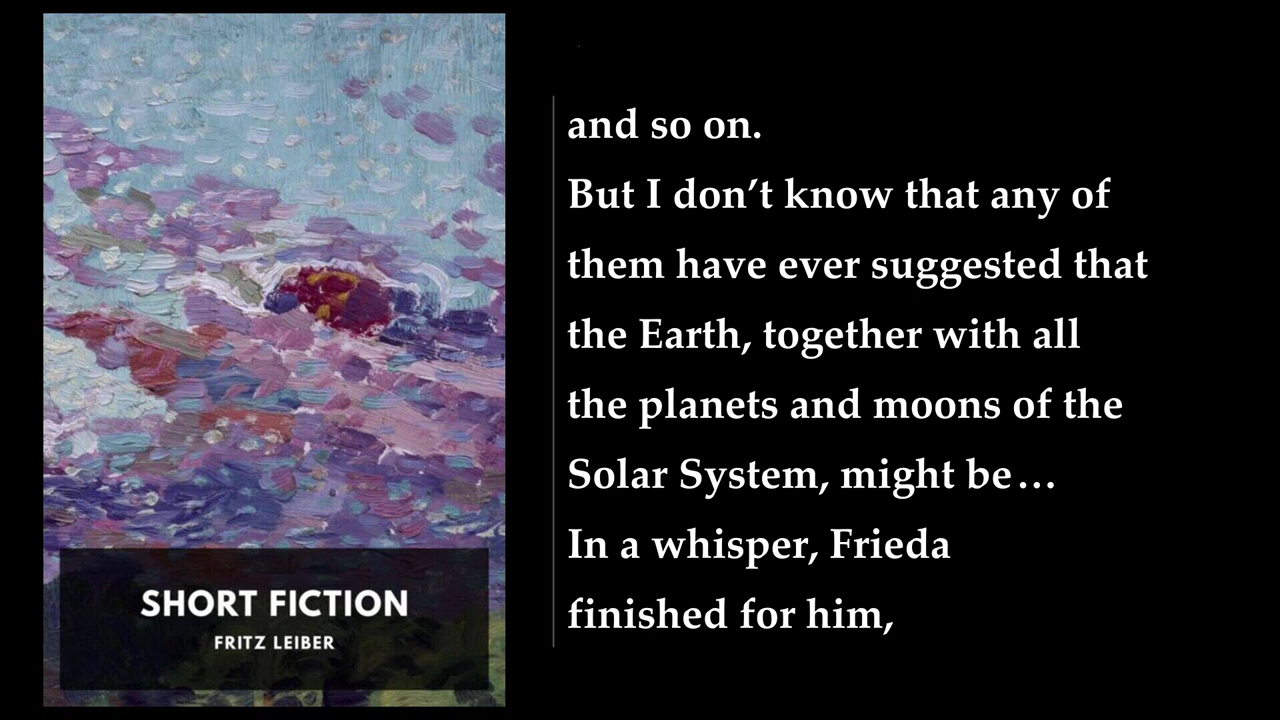 SHORT FICTION
FRITZ LEIBER
and so on.
But I don’t know that any of
them have ever suggested that
the Earth, together with all
the planets and moons of the
Solar System, might be…
In a whisper, Frieda
finished for him,